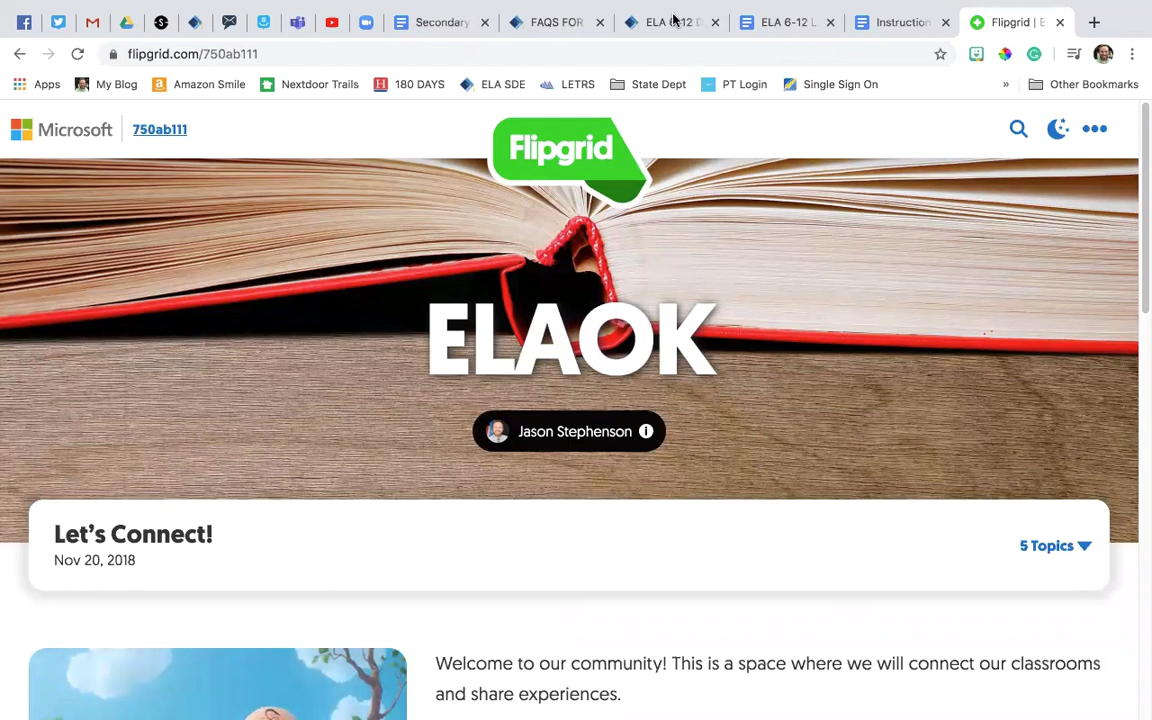 Secondary
FAQS FOR
ELA 6-12 D
ELA 6-12 L
Instruction
Flipgrid | E
flipgrid.com/750ab111
Apps
My Blog
Amazon Smile
Nextdoor Trails
180 DAYS
ELA SDE
LETRS
State Dept
PT Login
Single Sign On
»
Other Bookmarks
Microsoft
750ab111
Flipgrid
ELAOK
Jason Stephenson
Let's Connect!
Nov 20, 2018
5 Topics
Welcome to our community! This is a space where we will connect our classrooms
and share experiences.